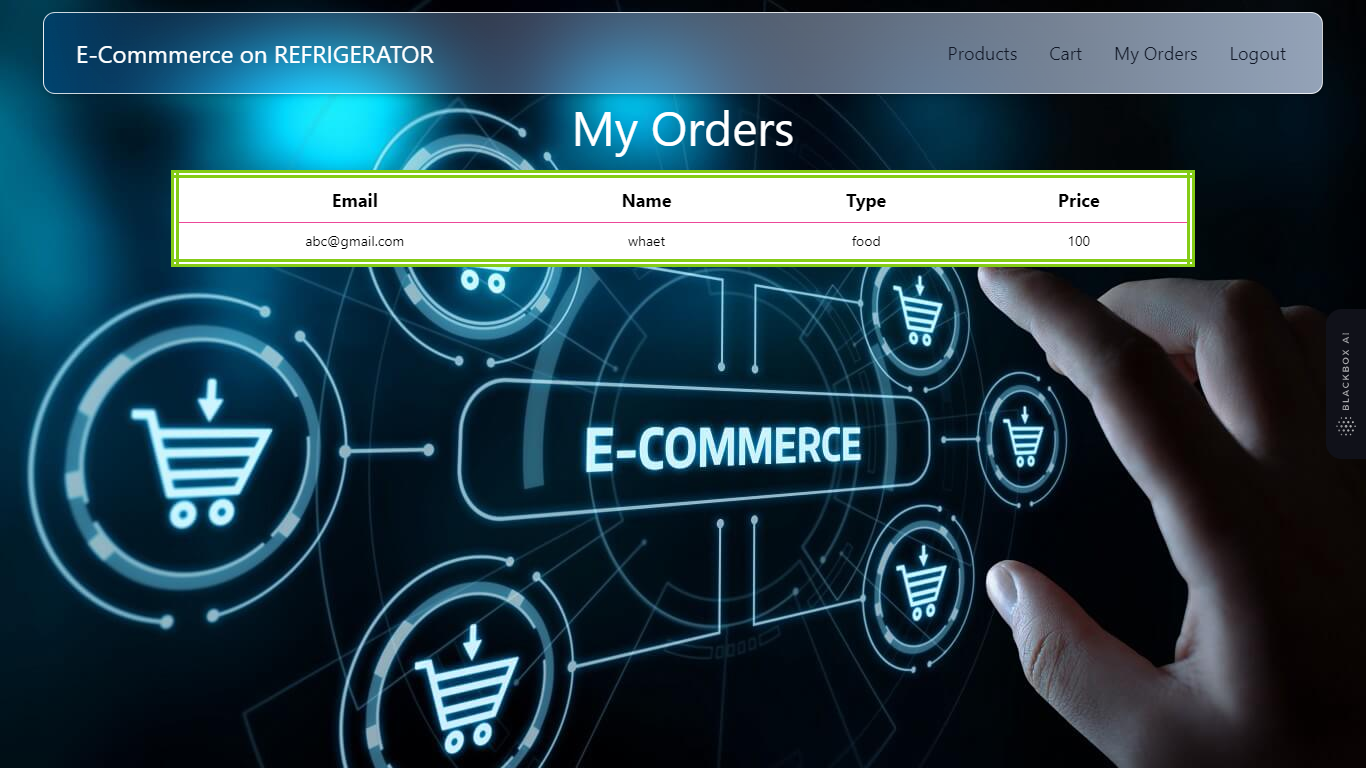 E-Commmerce on REFRIGERATOR Products Cart My Orders Logout
My Orders
Email Name Type Price
abc@gmail.com whaet food 100
BLACKBOX AI
E-COMMERCE